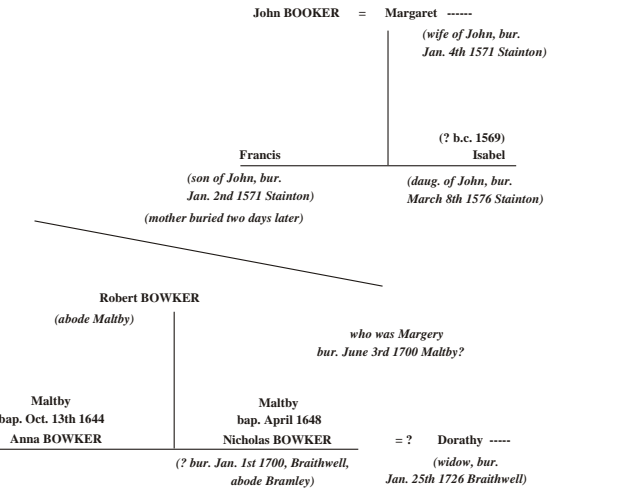 John BOOKER = Margaret ------
(wife of John, bur.
Jan. 4th 1571 Stainton)
(? b.c. 1569)
Francis
Isabel
(son of John, bur.
Jan. 2nd 1571 Stainton)
(mother buried two days later)
(daug. of John, bur.
March 8th 1576 Stainton)
Robert BOWKER
(abode Maltby)
who was Margery
bur. June 3rd 1700 Maltby?
Maltby
bap. Oct. 13th 1644
Anna BOWKER
Maltby
bap. April 1648
Nicholas BOWKER = ? Dorathy -----
(? bur. Jan. 1st 1700, Braithwell,
abode Bramley)
(widow, bur.
Jan. 25th 1726 Braithwell)